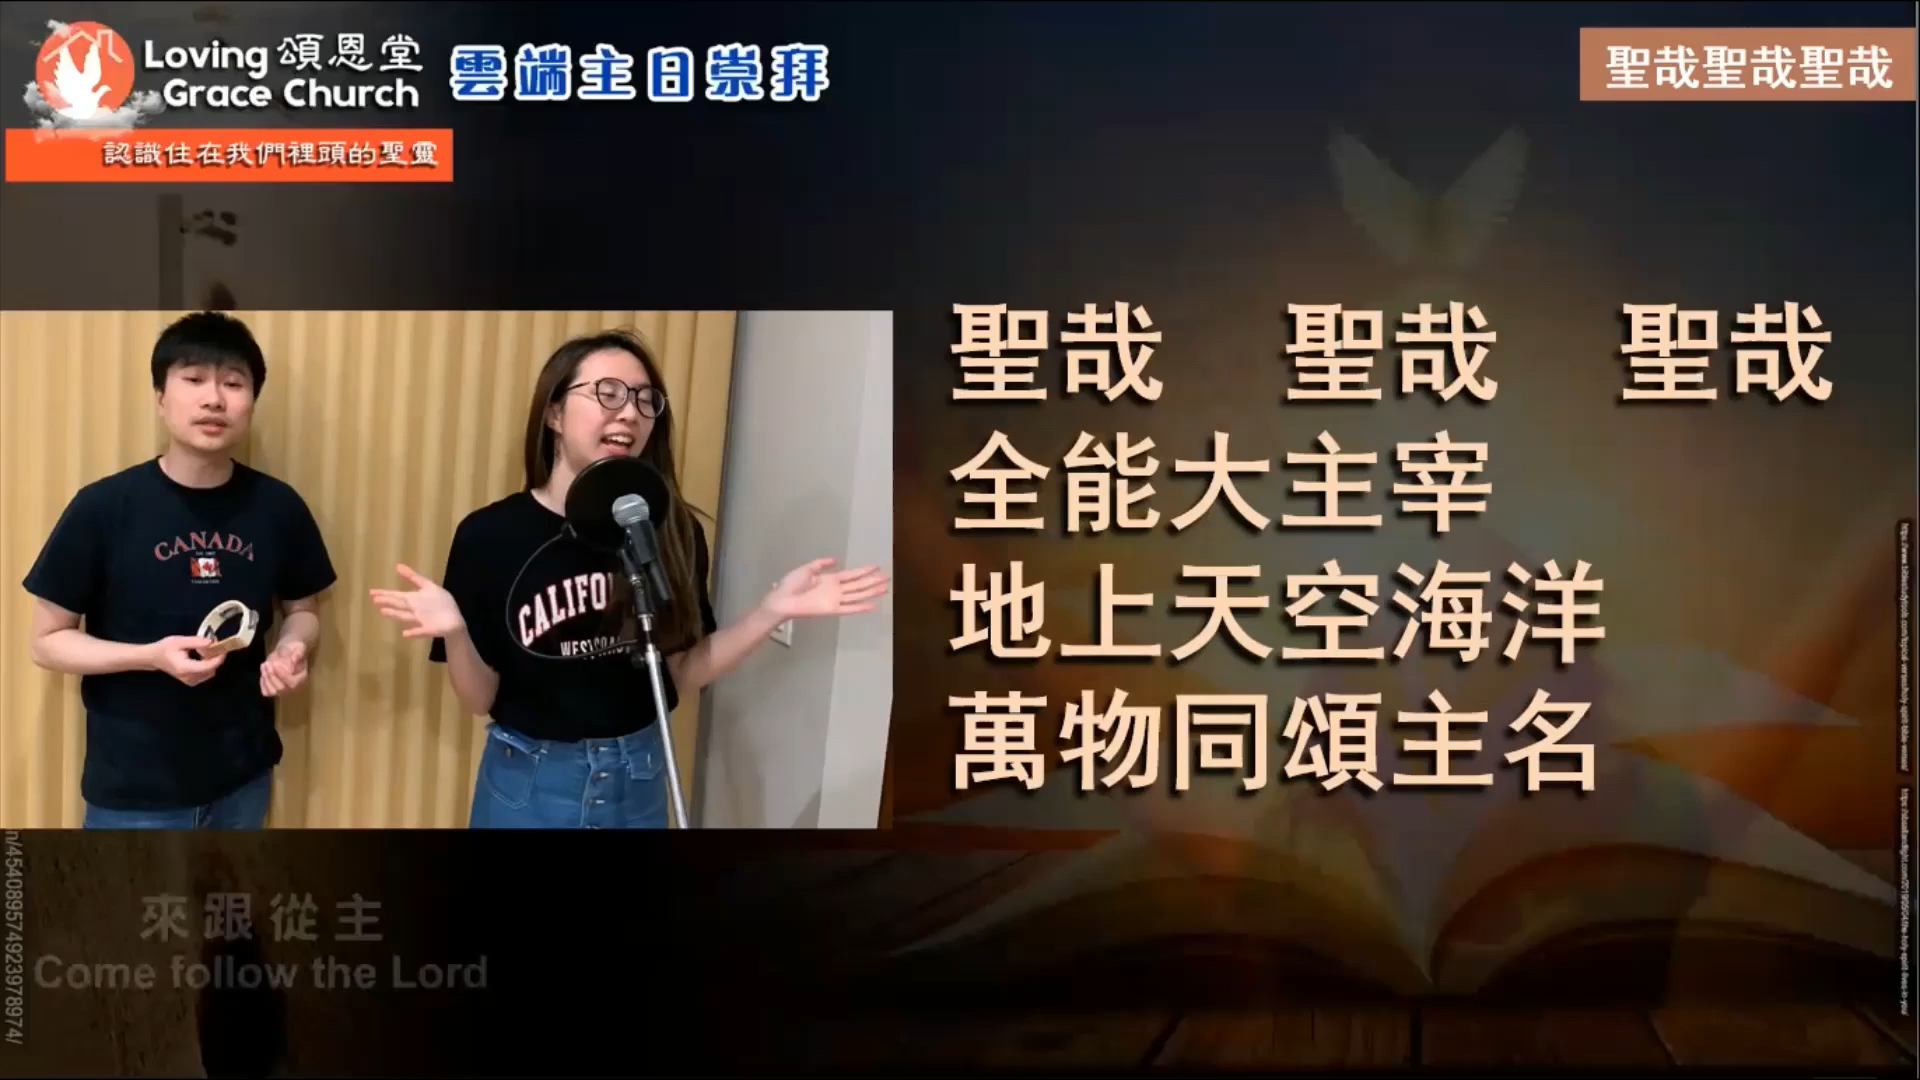 Loving 頌恩堂
Grace Church
雲端主日崇拜
聖哉聖哉聖哉
認識住在我們裡頭的聖靈
聖哉 聖哉 聖哉
全能大主宰
地上天空海洋
萬物同頌主名
CANADA
CALIFO
來跟從主
Come follow the Lord
n/454089574923978974/